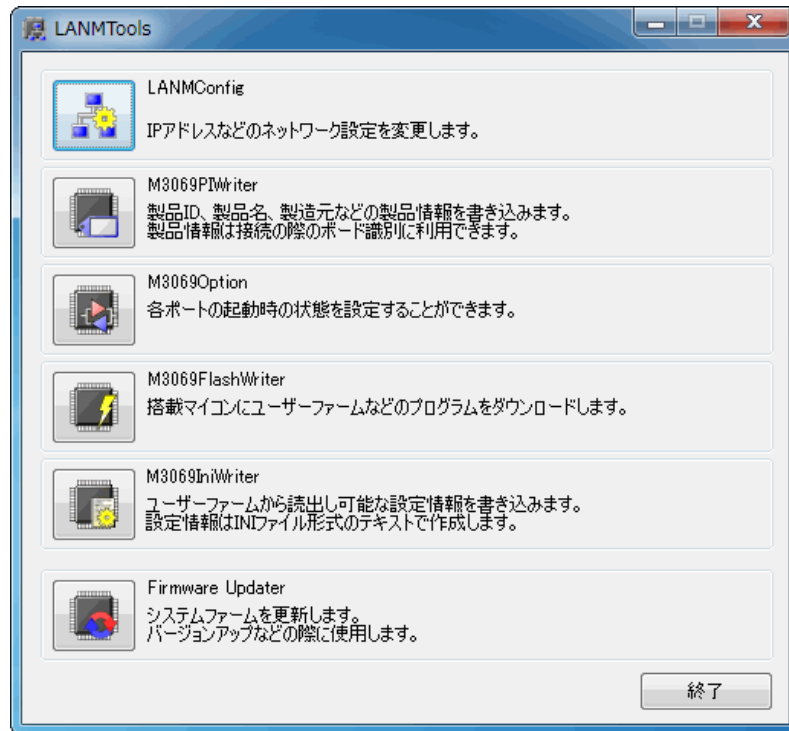 LANMTools
LANMConfig
IPアドレスなどのネットワーク設定を変更します。
M3069PIWriter
製品ID、製品名、製造元などの製品情報を書き込みます。
製品情報は接続の際のボード識別に利用できます。
M3069Option
各ポートの起動時の状態を設定することができます。
M3069FlashWriter
搭載マイコンにユーザーファームなどのプログラムをダウンロードします。
M3069IniWriter
ユーザーファームから読出し可能な設定情報を書き込みます。
設定情報はINIファイル形式のテキストで作成します。
Firmware Updater
システムファームを更新します。
バージョンアップなどの際に使用します。
終了